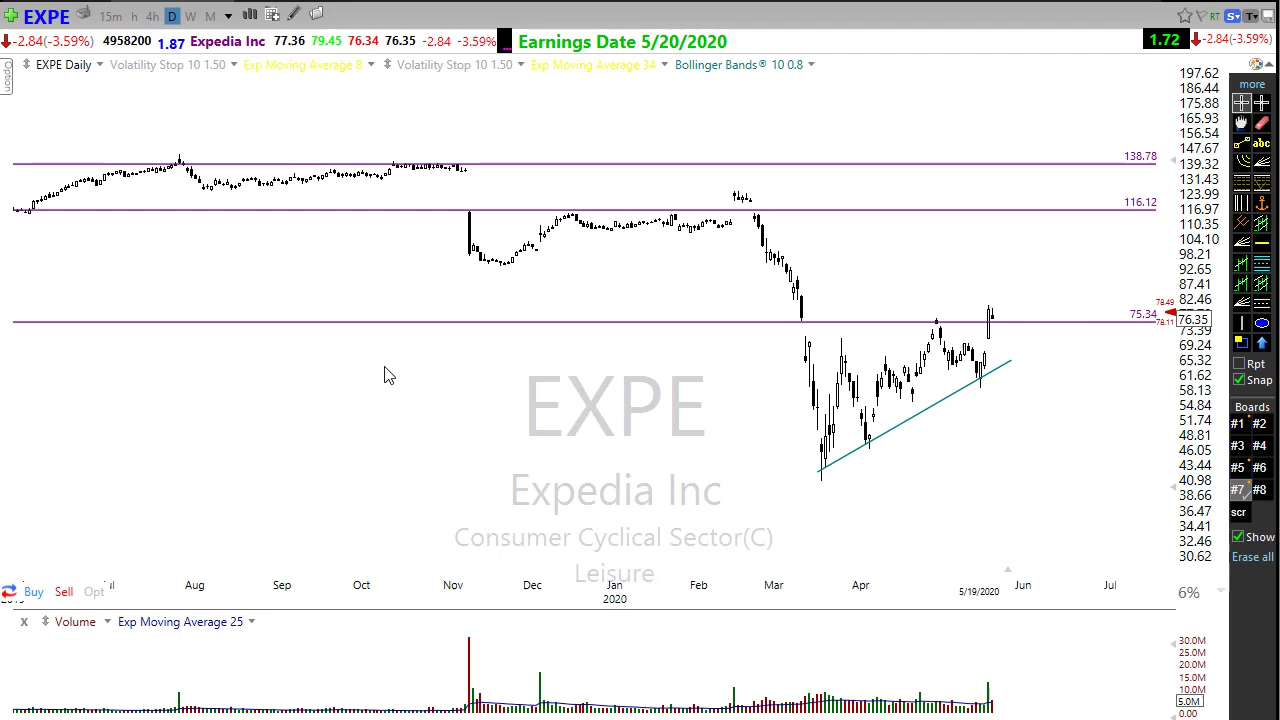 EXPE 15m h 4h D W M RT S T
-2.84(-3.59%) 4958200 1.87 Expedia Inc 77.36 79.45 76.34 76.35 -2.84 -3.59% Earnings Date 5/20/2020 1.72 -2.84(-3.59%)
Option
EXPE Daily Volatility Stop 10 1.50 Exp Moving Average 8 Volatility Stop 10 1.50 Exp Moving Average 34 Bollinger Bands® 10 0.8
138.78
116.12
75.34
78.49
78.11
197.62
186.44
175.88
165.93
156.54
147.67
139.32
131.43
123.99
116.97
110.35
104.10
98.21
92.65
87.41
82.46
76.35
73.39
69.24
65.32
61.62
58.13
54.84
51.74
48.81
46.05
43.44
40.98
38.66
36.47
34.41
32.46
30.62
EXPE
Expedia Inc
Consumer Cyclical Sector(C)
Leisure
Aug Sep Oct Nov Dec Jan Feb Mar Apr Jun Jul
2020 5/19/2020
Buy Sell Opt 6%
x Volume Exp Moving Average 25
30.0M
25.0M
20.0M
15.0M
10.0M
5.0M
0.00
more
abc
Rpt
Snap
Boards
#1 #2
#3 #4
#5 #6
#7 #8
scr
Show
Erase all